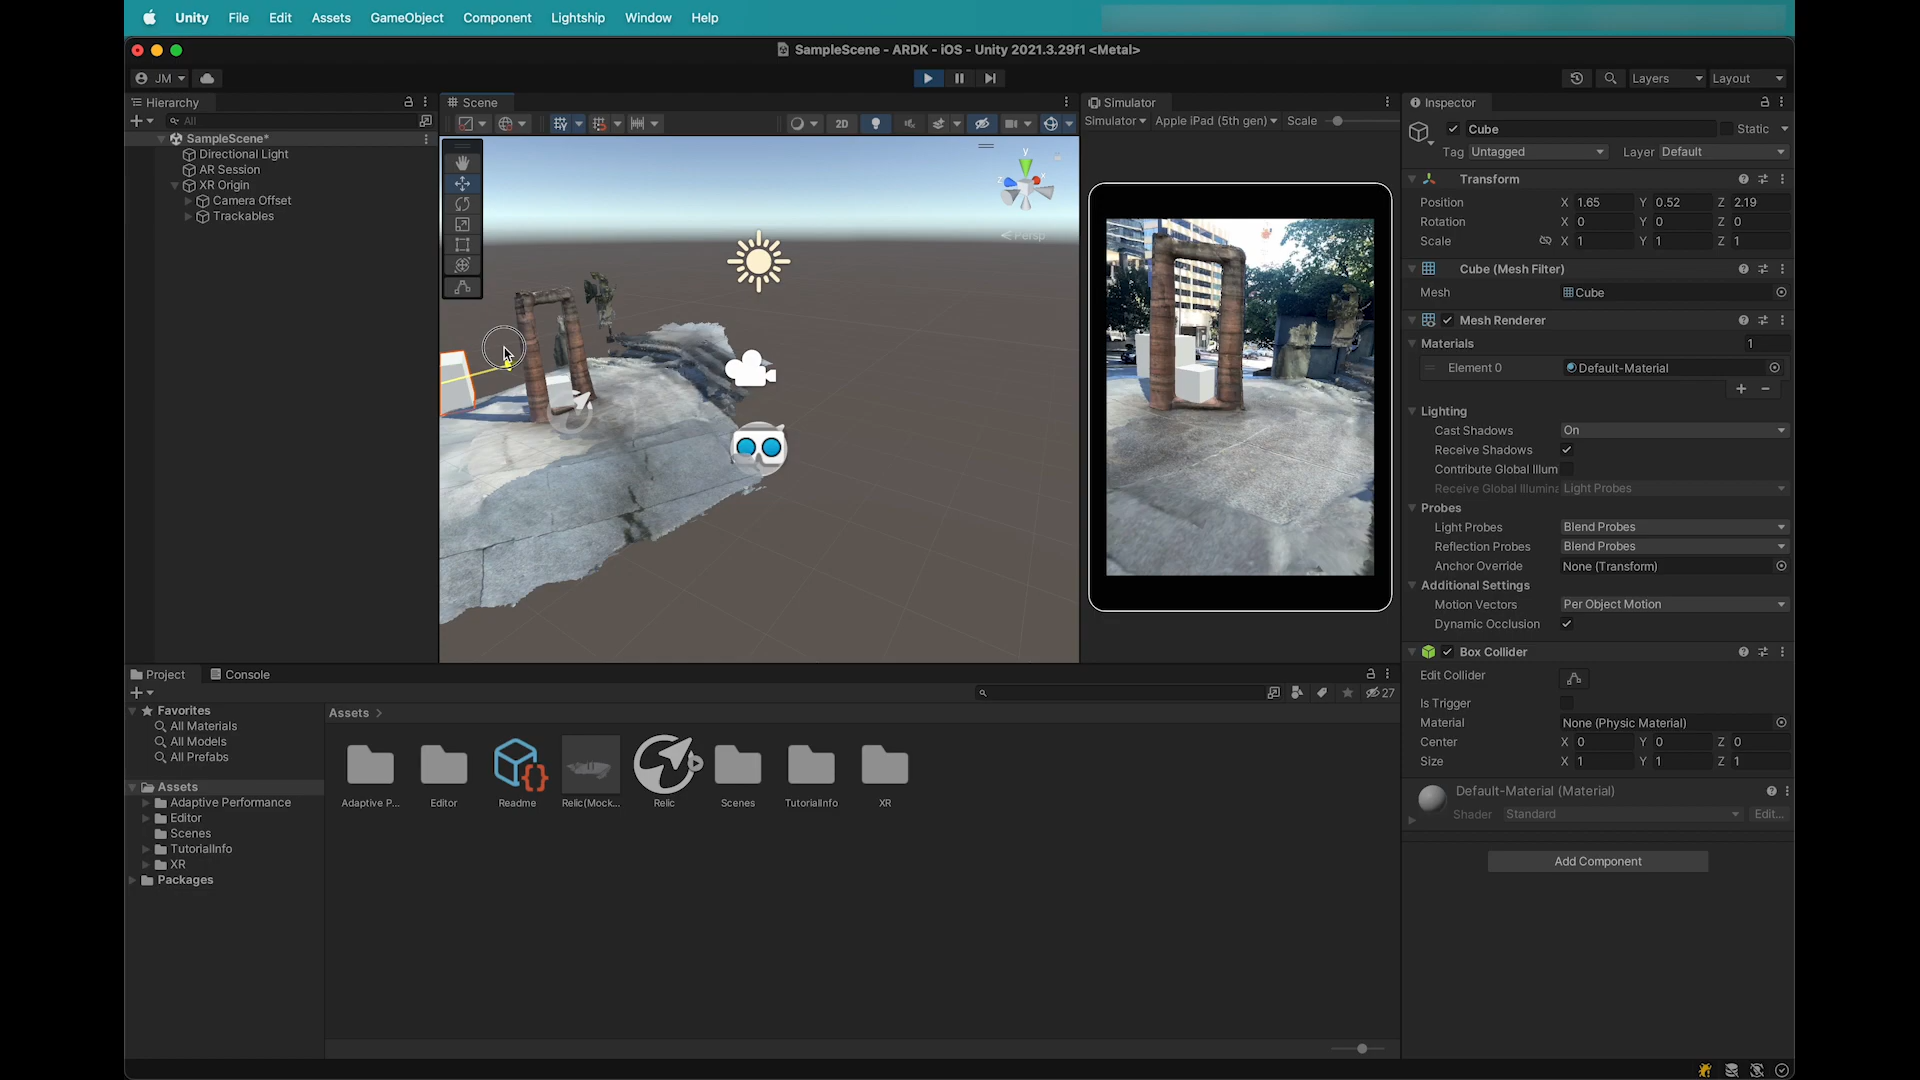 Unity File Edit Assets GameObject Component Lightship Window Help
SampleScene - ARDK - iOS - Unity 2021.3.29f1 <Metal>
JM
Layers Layout
Hierarchy
All
SampleScene*
Directional Light
AR Session
XR Origin
Camera Offset
Trackables
Scene
2D
y
z
x
Persp
Simulator
Simulator Apple iPad (5th gen) Scale
Inspector
Cube Static
Tag Untagged Layer Default
Transform
Position X 1.65 Y 0.52 Z 2.19
Rotation X 0 Y 0 Z 0
Scale X 1 Y 1 Z 1
Cube (Mesh Filter)
Mesh Cube
Mesh Renderer
Materials 1
Element 0 Default-Material
Lighting
Cast Shadows On
Receive Shadows
Contribute Global Illum
Receive Global Illumina Light Probes
Probes
Light Probes Blend Probes
Reflection Probes Blend Probes
Anchor Override None (Transform)
Additional Settings
Motion Vectors Per Object Motion
Dynamic Occlusion
Box Collider
Edit Collider
Is Trigger
Material None (Physic Material)
Center X 0 Y 0 Z 0
Size X 1 Y 1 Z 1
Default-Material (Material)
Shader Standard Edit...
Add Component
Project Console
27
Favorites
All Materials
All Models
All Prefabs
Assets
Adaptive Performance
Editor
Scenes
TutorialInfo
XR
Packages
Assets >
Adaptive P... Editor Readme Relic(Mock... Relic Scenes TutorialInfo XR